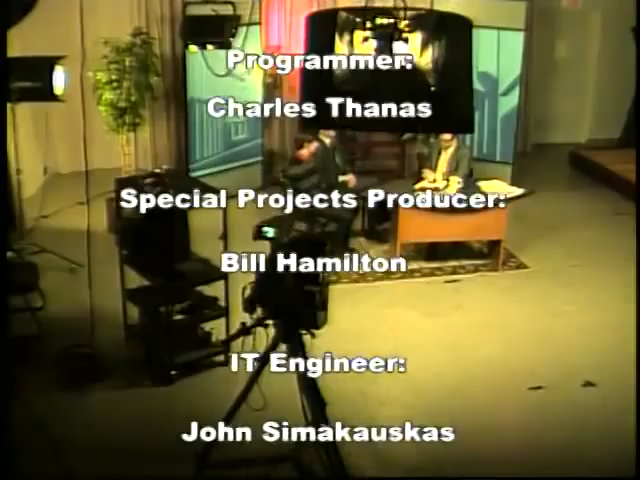 Programmer:
Charles Thanas
Special Projects Producer:
Bill Hamilton
IT Engineer:
John Simakauskas